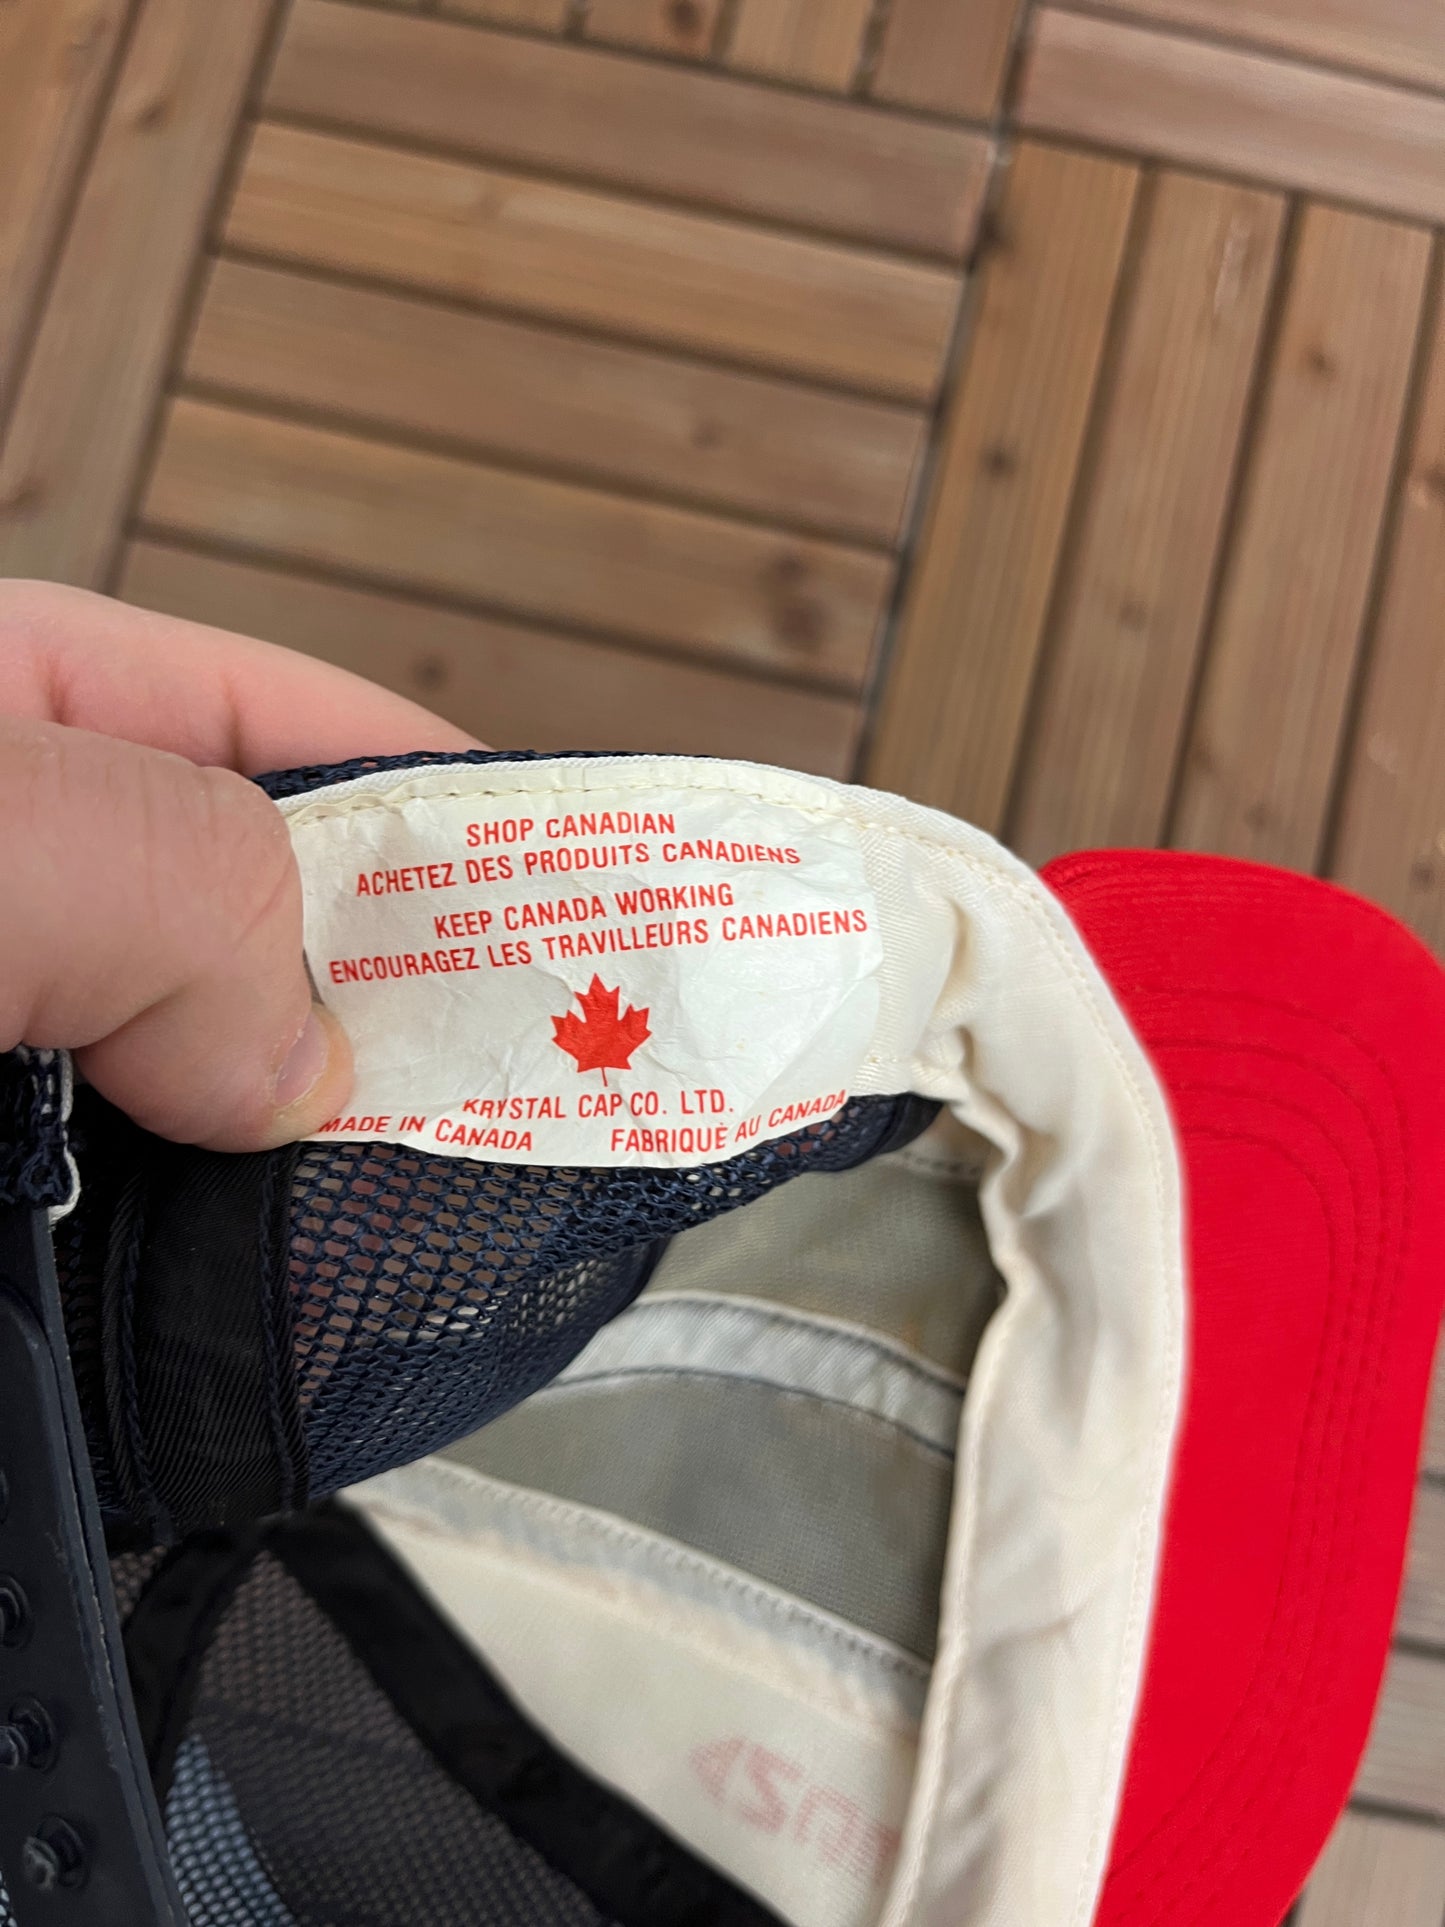 SHOP CANADIAN
ACHETEZ DES PRODUITS CANADIENS
KEEP CANADA WORKING
ENCOURAGEZ LES TRAVILLEURS CANADIENS
KRYSTAL CAP CO. LTD.
MADE IN CANADA FABRIQUÈ AU CANADA